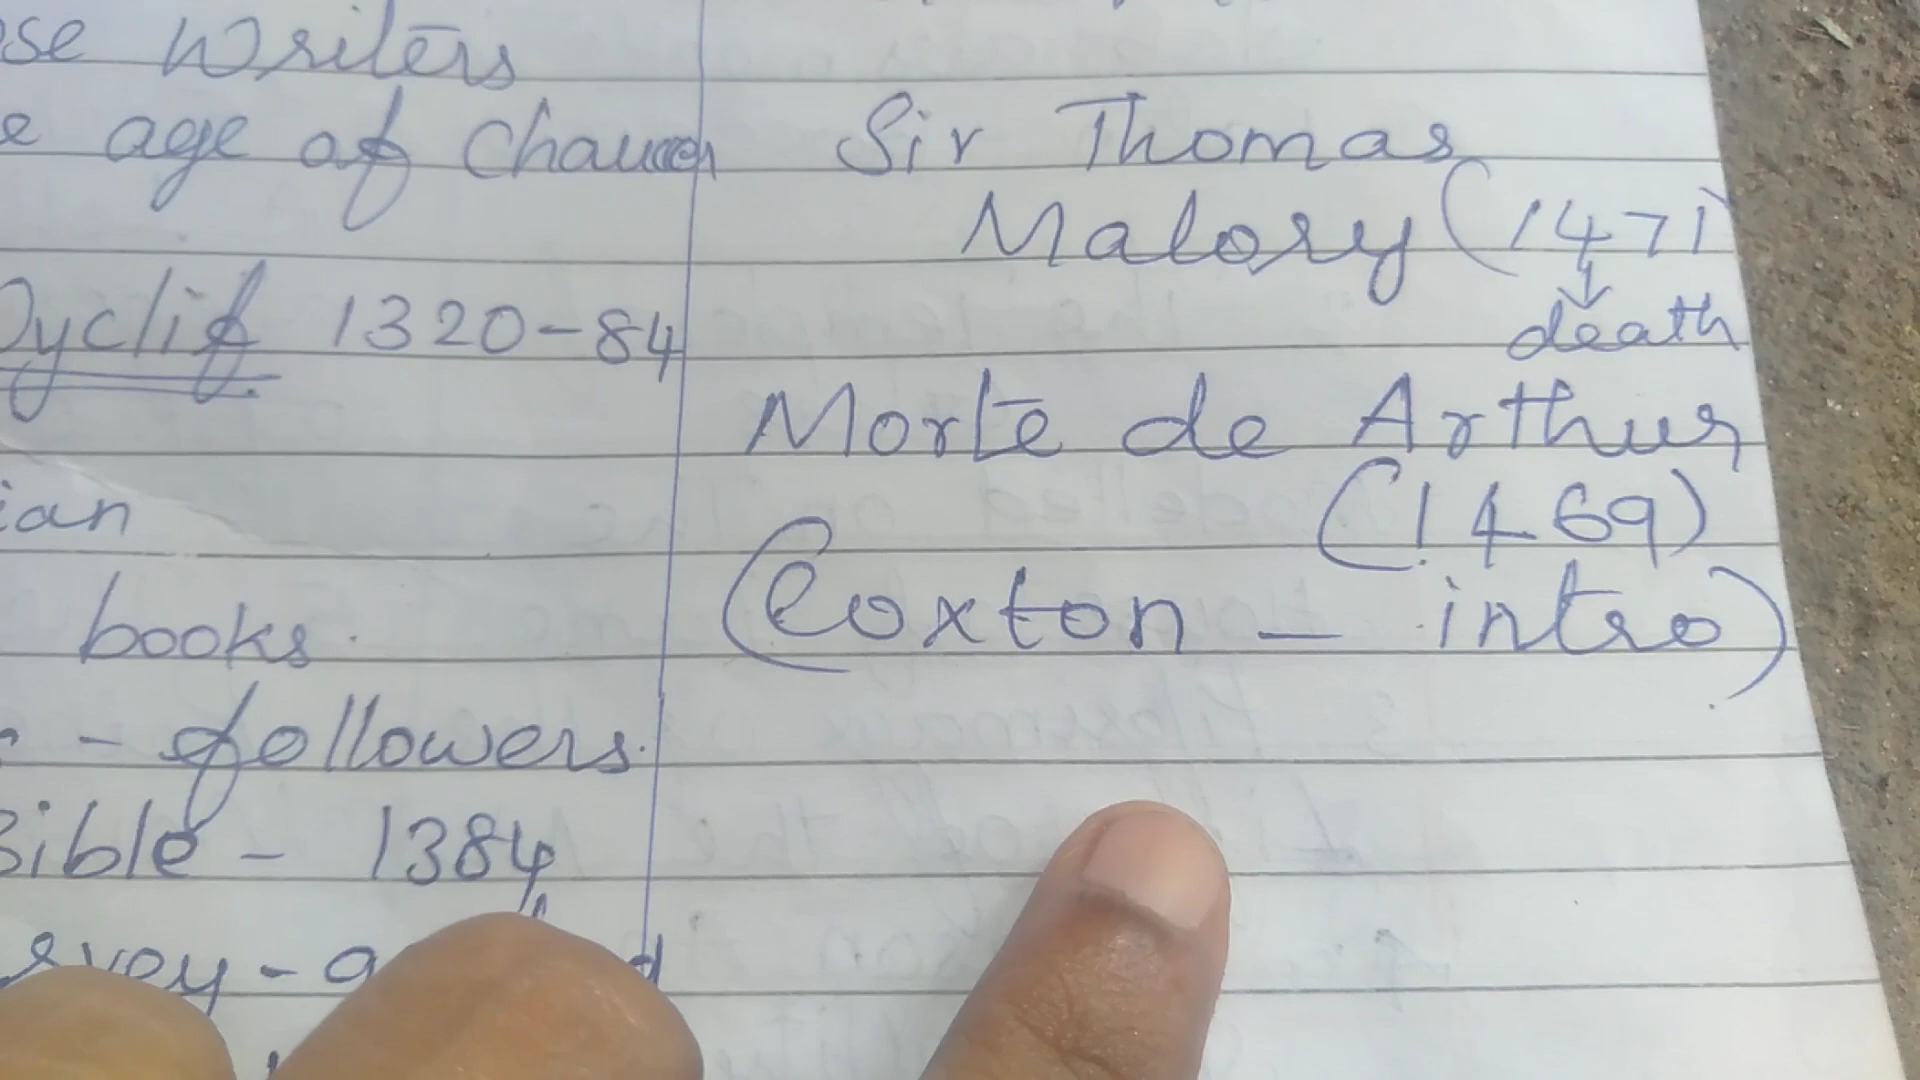 se Writers
e age of Chaucer
Wyclif 1320-84
ian
books.
- followers.
Bible - 1384
Sir Thomas
Malory (1471)
death
Morte de Arthur
(1469)
(Coxton - intro)